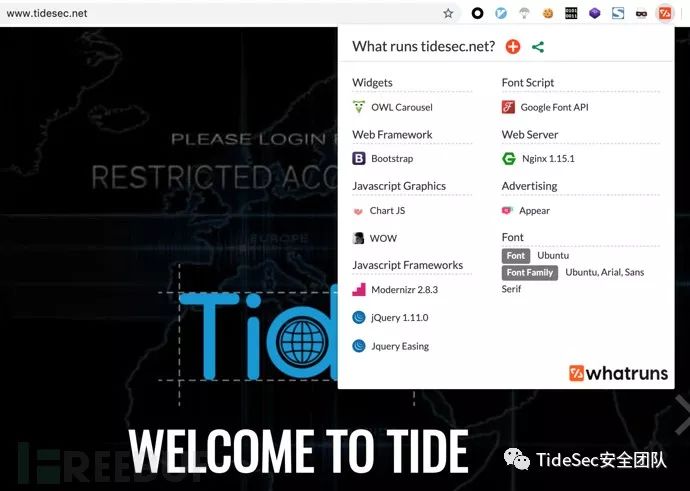 www.tidesec.net
0101
0011
What runs tidesec.net?
Widgets
OWL Carousel
Web Framework
Bootstrap
Javascript Graphics
Chart JS
WOW
Javascript Frameworks
Modernizr 2.8.3
jQuery 1.11.0
Jquery Easing
Font Script
Google Font API
Web Server
Nginx 1.15.1
Advertising
Appear
Font
Font Ubuntu
Font Family Ubuntu, Arial, Sans
Serif
whatruns
PLEASE LOGIN
RESTRICTED ACC
EUROPE
Tid
WELCOME TO TIDE
TideSec安全团队